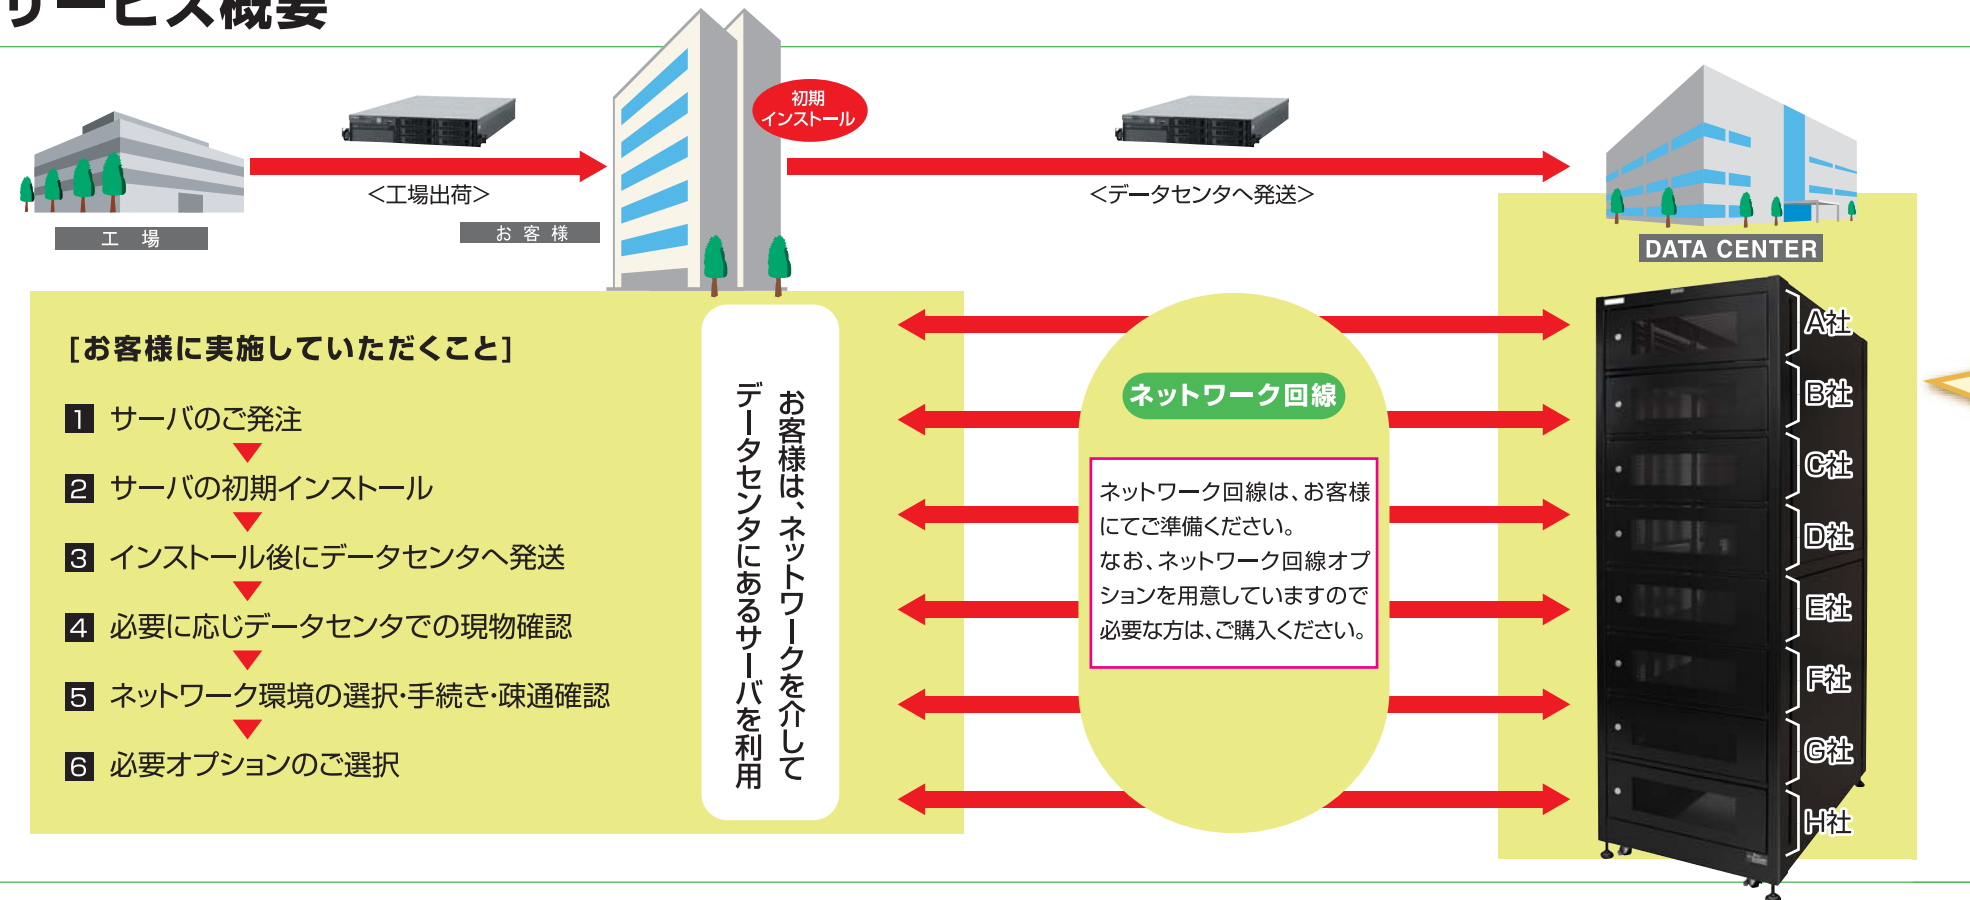 サービス概要
初期
インストール
＜工場出荷＞
＜データセンタへ発送＞
工 場
お 客 様
DATA CENTER
[お客様に実施していただくこと]
1 サーバのご発注
2 サーバの初期インストール
3 インストール後にデータセンタへ発送
4 必要に応じデータセンタでの現物確認
5 ネットワーク環境の選択・手続き・疎通確認
6 必要オプションのご選択
お客様は、ネットワークを介して
データセンタにあるサーバを利用
ネットワーク回線
ネットワーク回線は、お客様
にてご準備ください。
なお、ネットワーク回線オプ
ションを用意していますので
必要な方は、ご購入ください。
A社
B社
C社
D社
E社
F社
G社
H社